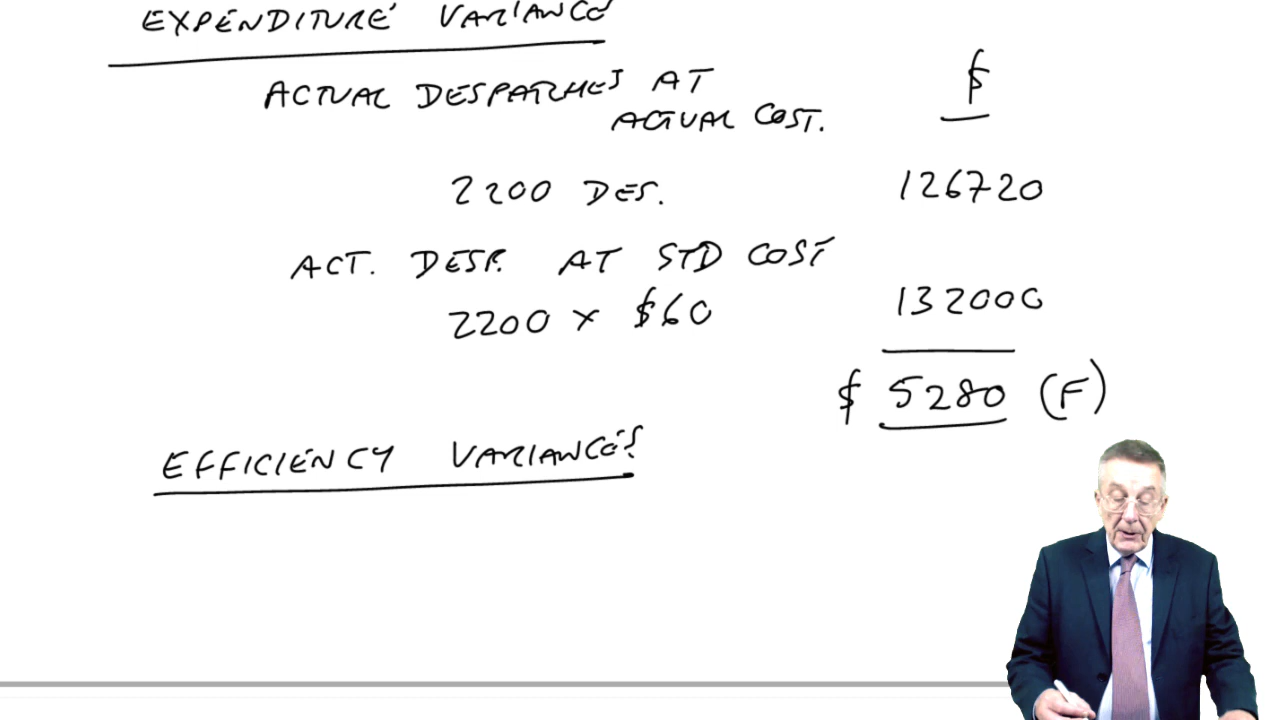 EXPENDITURE VARIANCE
ACTUAL DESPATCHES AT $
ACTUAL COST.
2200 DES. 126720
ACT. DESP. AT STD COST
2200 × $60 132000
$ 5280 (F)
EFFICIENCY VARIANCES